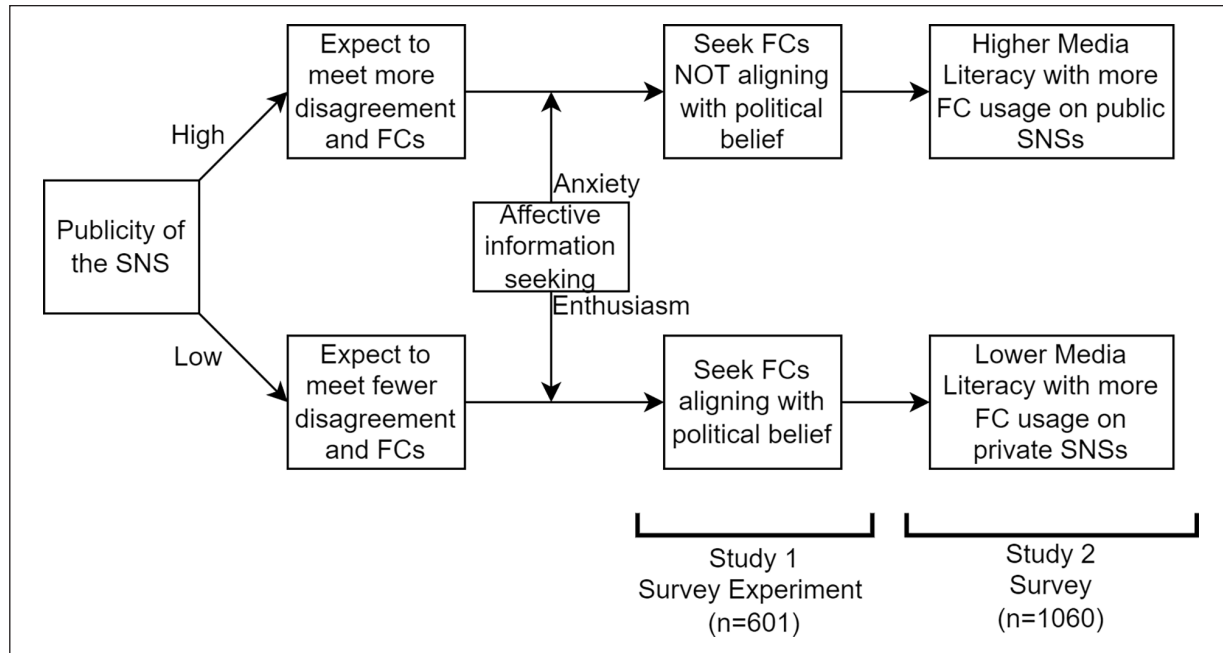 Expect to
meet more
disagreement
and FCs
Seek FCs
NOT aligning
with political
belief
Higher Media
Literacy with more
FC usage on public
SNSs
High
Publicity of
the SNS
Anxiety
Affective
information
seeking
Enthusiasm
Low
Expect to
meet fewer
disagreement
and FCs
Seek FCs
aligning with
political belief
Lower Media
Literacy with more
FC usage on
private SNSs
Study 1
Survey Experiment
(n=601)
Study 2
Survey
(n=1060)